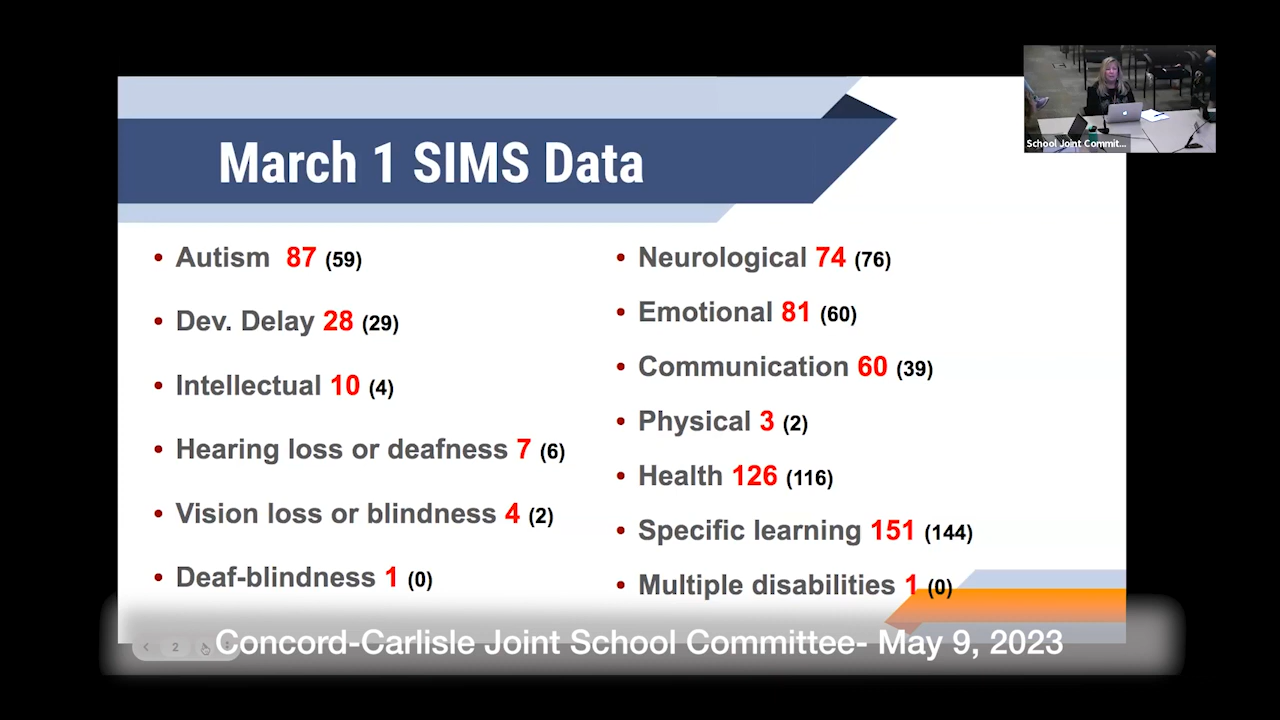 School Joint Commit...
March 1 SIMS Data
• Autism 87 (59)
• Dev. Delay 28 (29)
• Intellectual 10 (4)
• Hearing loss or deafness 7 (6)
• Vision loss or blindness 4 (2)
• Deaf-blindness 1 (0)
• Neurological 74 (76)
• Emotional 81 (60)
• Communication 60 (39)
• Physical 3 (2)
• Health 126 (116)
• Specific learning 151 (144)
• Multiple disabilities 1 (0)
2
Concord-Carlisle Joint School Committee- May 9, 2023